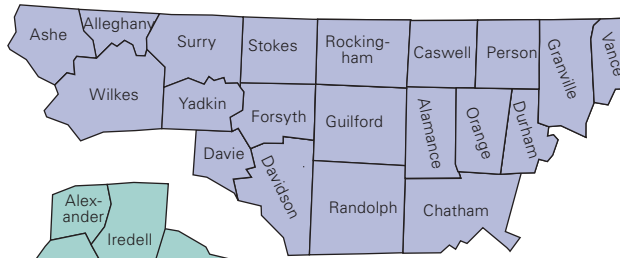 Ashe
Alleghany
Surry
Stokes
Rocking-
ham
Caswell
Person
Granville
Vance
Wilkes
Yadkin
Forsyth
Guilford
Alamance
Orange
Durham
Davie
Davidson
Randolph
Chatham
Alex-
ander
Iredell